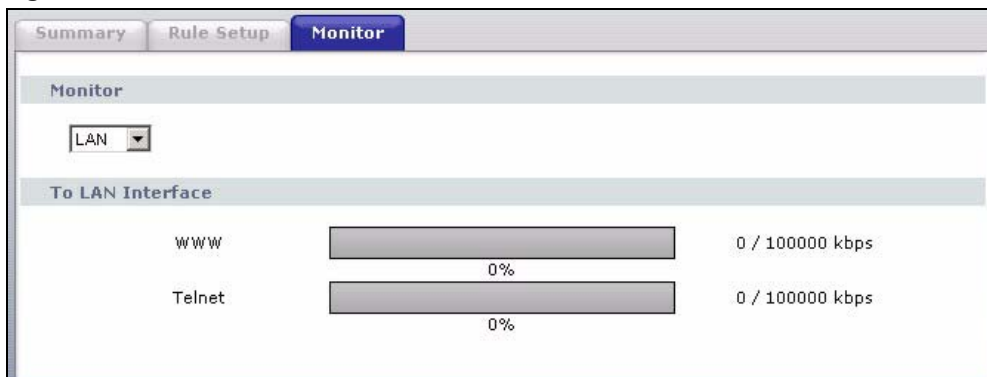 Summary Rule Setup Monitor
Monitor
LAN
To LAN Interface
WWW 0 / 100000 kbps
0%
Telnet 0 / 100000 kbps
0%